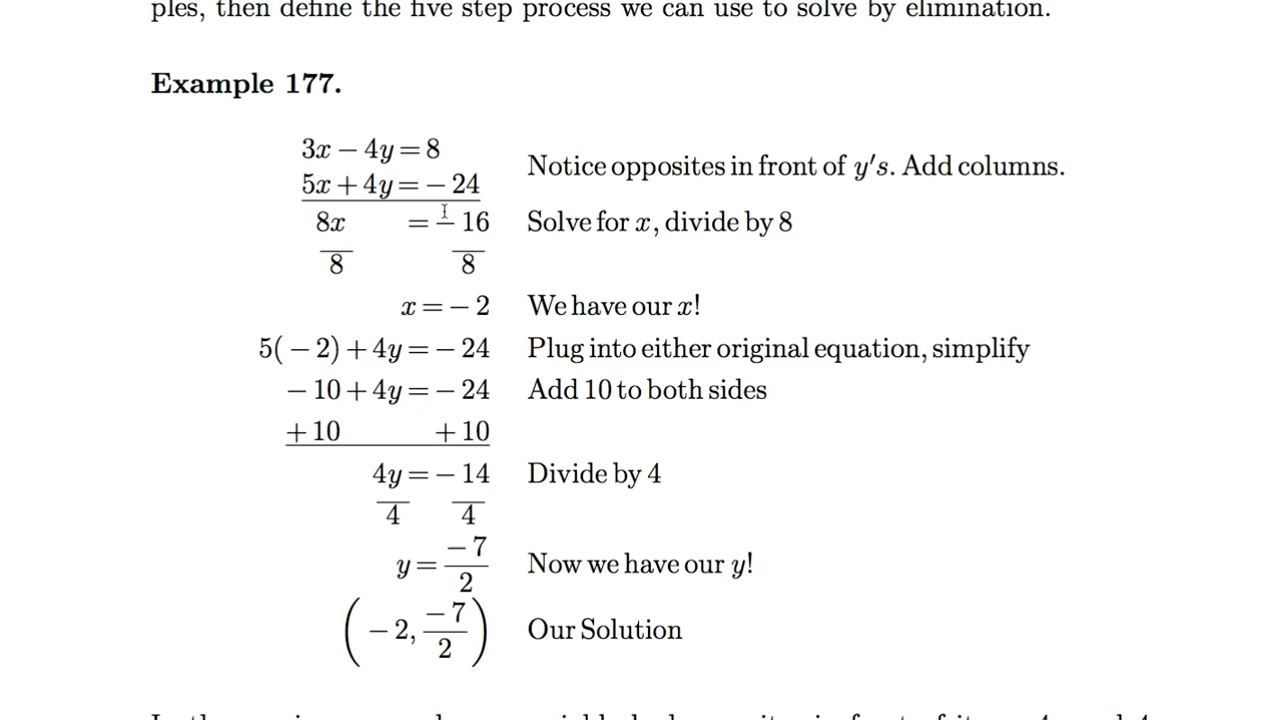 ples, then define the five step process we can use to solve by elimination.
Example 177.
3x − 4y = 8
5x + 4y = − 24 Notice opposites in front of y′s. Add columns.
8x = − 16 Solve for x, divide by 8
8 8
x = − 2 We have our x!
5( − 2) + 4y = − 24 Plug into either original equation, simplify
− 10 + 4y = − 24 Add 10 to both sides
+ 10 + 10
4y = − 14 Divide by 4
4 4
y = − 7/2 Now we have our y!
( − 2, − 7/2 ) Our Solution